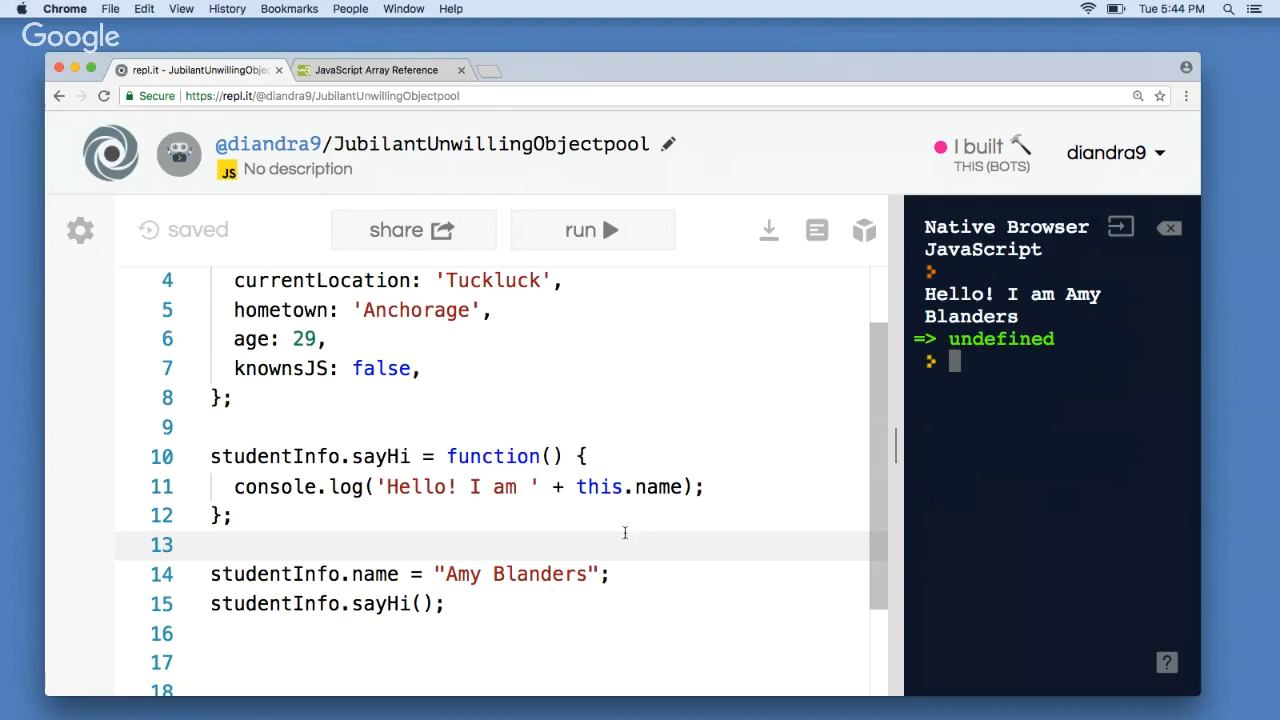 Chrome File Edit View History Bookmarks People Window Help Tue 5:44 PM
Google
repl.it - JubilantUnwillingObjec × JavaScript Array Reference ×
Secure https://repl.it/@diandra9/JubilantUnwillingObjectpool
@diandra9/JubilantUnwillingObjectpool
JS No description
I built
THIS (BOTS)
diandra9
saved share run
4 currentLocation: 'Tuckluck',
5 hometown: 'Anchorage',
6 age: 29,
7 knownsJS: false,
8 };
9
10 studentInfo.sayHi = function() {
11 console.log('Hello! I am ' + this.name);
12 };
13
14 studentInfo.name = "Amy Blanders";
15 studentInfo.sayHi();
16
17
18
Native Browser
JavaScript
Hello! I am Amy
Blanders
=> undefined
?